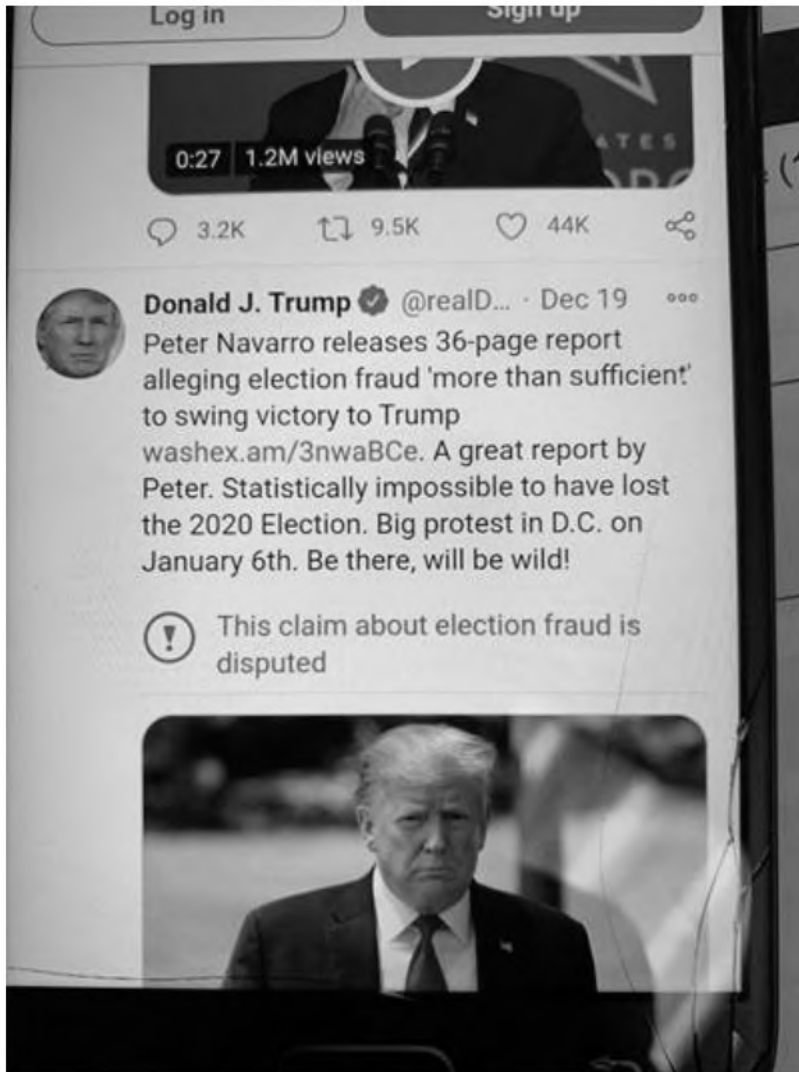 Log in
Sign up
0:27 1.2M views
ATES
3.2K 9.5K 44K
Donald J. Trump @realD... · Dec 19
Peter Navarro releases 36-page report
alleging election fraud 'more than sufficient'
to swing victory to Trump
washex.am/3nwaBCe. A great report by
Peter. Statistically impossible to have lost
the 2020 Election. Big protest in D.C. on
January 6th. Be there, will be wild!
This claim about election fraud is
disputed